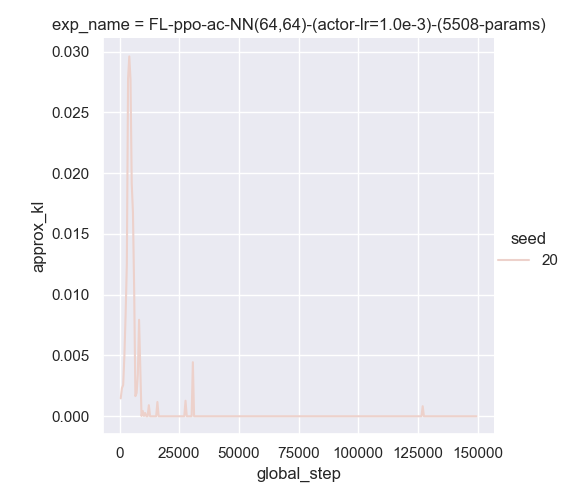 exp_name = FL-ppo-ac-NN(64,64)-(actor-lr=1.0e-3)-(5508-params)
0.030
0.025
0.020
0.015
0.010
0.005
0.000
approx_kl
0 25000 50000 75000 100000 125000 150000
global_step
seed
20